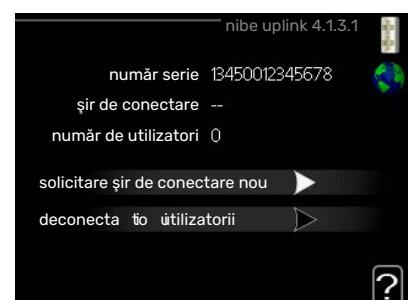 nibe uplink 4.1.3.1
număr serie 13450012345678
şir de conectare --
număr de utilizatori 0
solicitare şir de conectare nou
deconecta
?